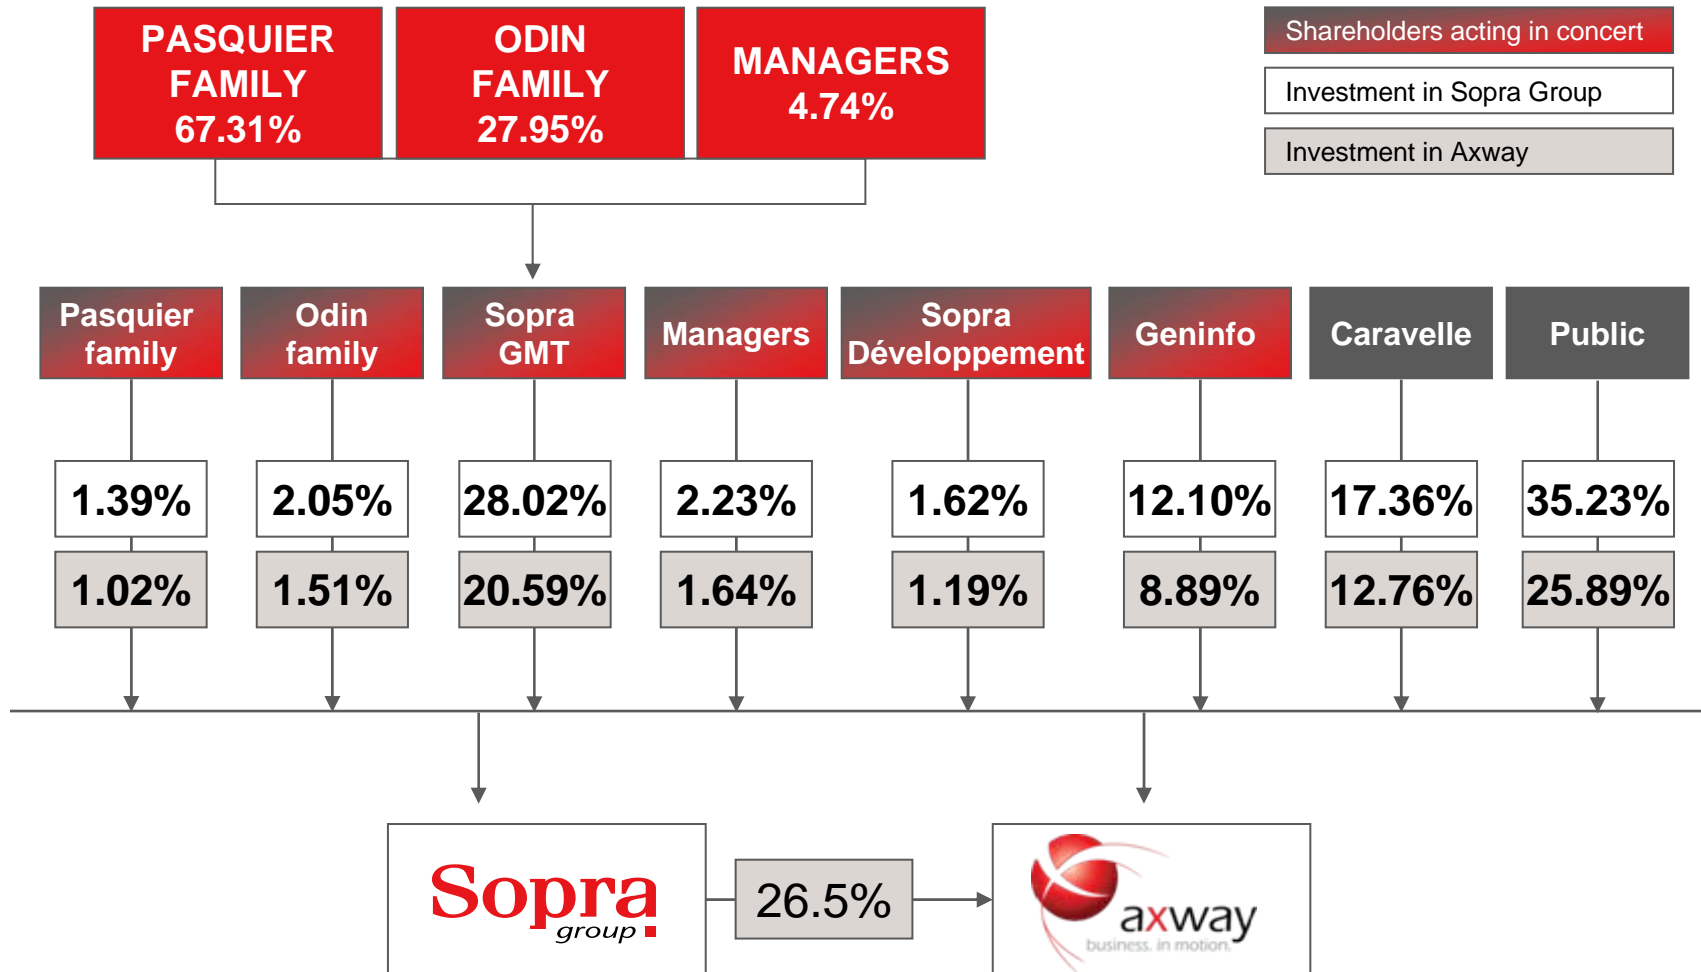 PASQUIER
FAMILY
67.31%
ODIN
FAMILY
27.95%
MANAGERS
4.74%
Shareholders acting in concert
Investment in Sopra Group
Investment in Axway
Pasquier
family
Odin
family
Sopra
GMT
Managers
Sopra
Développement
Geninfo
Caravelle
Public
1.39%
2.05%
28.02%
2.23%
1.62%
12.10%
17.36%
35.23%
1.02%
1.51%
20.59%
1.64%
1.19%
8.89%
12.76%
25.89%
Sopra
group
26.5%
axway
business. in motion.